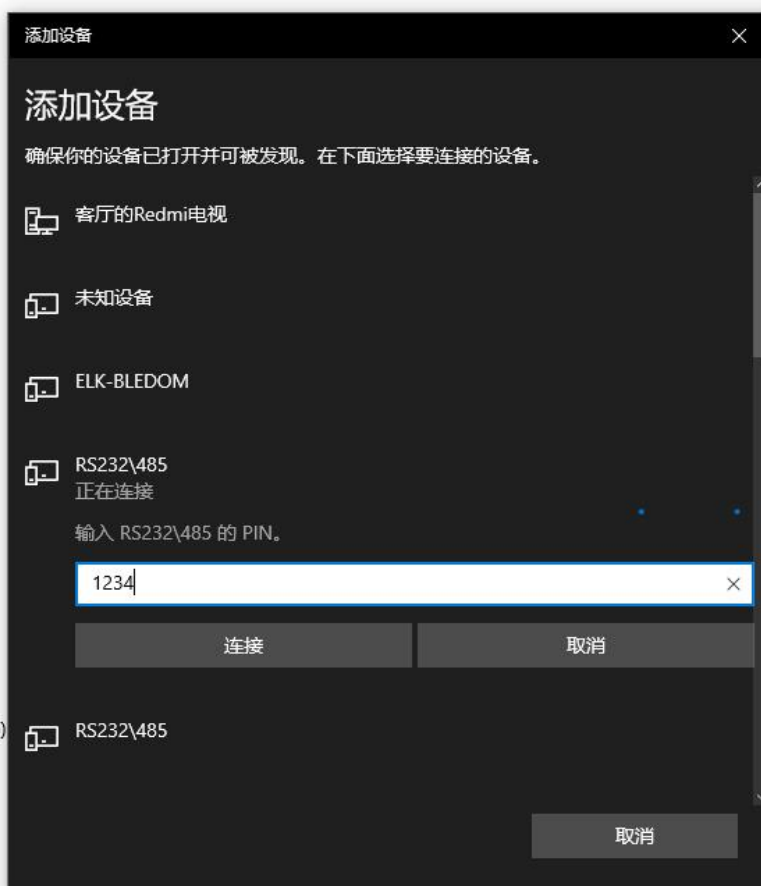 添加设备
添加设备
确保你的设备已打开并可被发现。在下面选择要连接的设备。
客厅的Redmi电视
未知设备
ELK-BLEDOM
RS232\485
正在连接
输入 RS232\485 的 PIN。
1234
连接 取消
)
RS232\485
取消